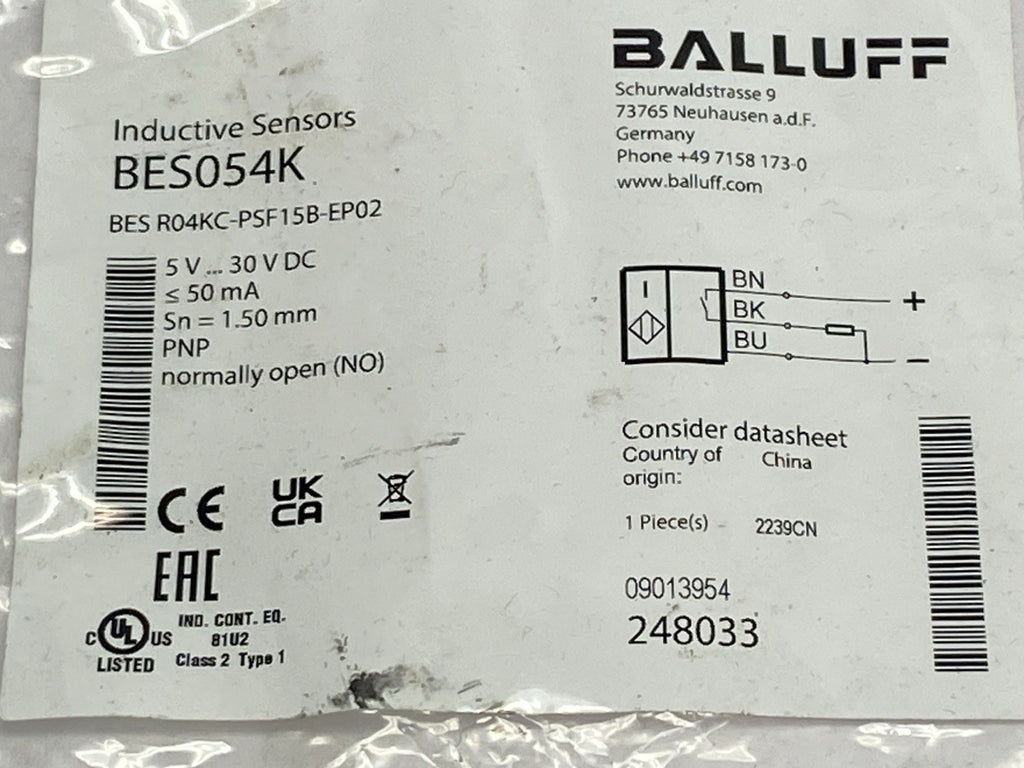 BALLUFF
Schurwaldstrasse 9
73765 Neuhausen a.d.F.
Germany
Phone +49 7158 173-0
www.balluff.com
Inductive Sensors
BES054K
BES R04KC-PSF15B-EP02
5 V ... 30 V DC
≤ 50 mA
Sn = 1.50 mm
PNP
normally open (NO)
BN
+
BK
BU
−
Consider datasheet
Country of China
origin:
1 Piece(s) 2239CN
09013954
248033
CE
UK
CA
EAC
C UL US
LISTED
IND. CONT. EQ.
81U2
Class 2 Type 1